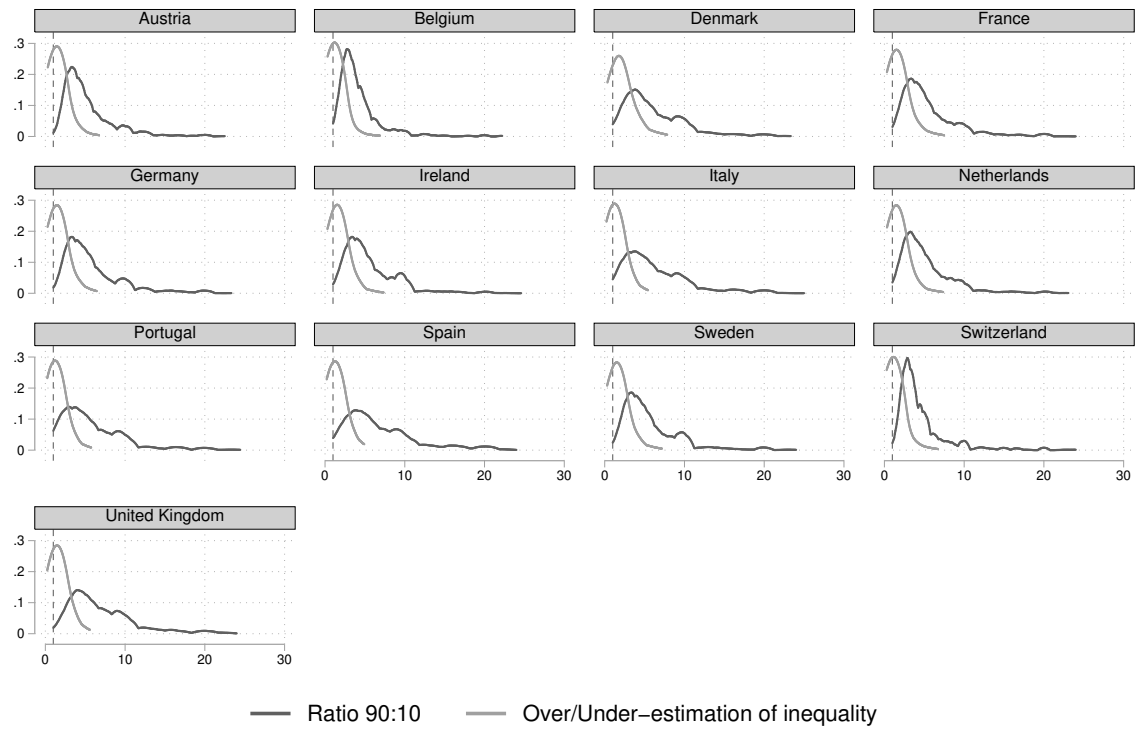 Austria Belgium Denmark France
.3
.2
.1
0
Germany Ireland Italy Netherlands
.3
.2
.1
0
Portugal Spain Sweden Switzerland
.3
.2
.1
0
0 10 20 30 0 10 20 30 0 10 20 30
United Kingdom
.3
.2
.1
0
0 10 20 30
Ratio 90:10 Over/Under−estimation of inequality